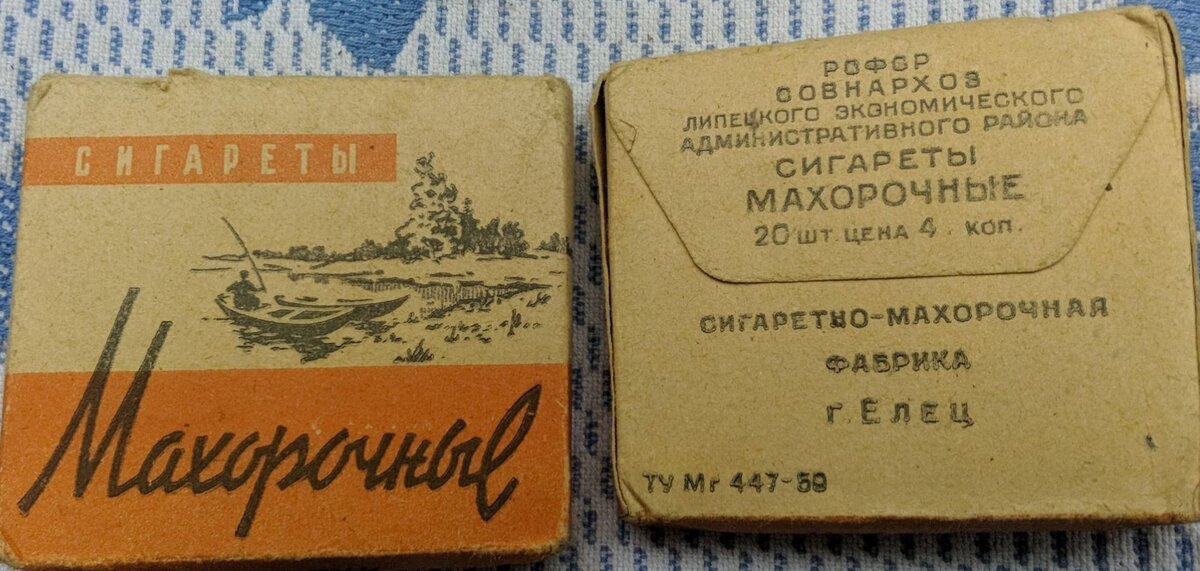 СИГАРЕТЫ
Махорочные
РСФСР
СОВНАРХОЗ
ЛИПЕЦКОГО ЭКОНОМИЧЕСКОГО
АДМИНИСТРАТИВНОГО РАЙОНА
СИГАРЕТЫ
МАХОРОЧНЫЕ
20 ШТ. ЦЕНА 4 КОП.
СИГАРЕТНО-МАХОРОЧНАЯ
ФАБРИКА
г. ЕЛЕЦ
ТУ Мг 447-59